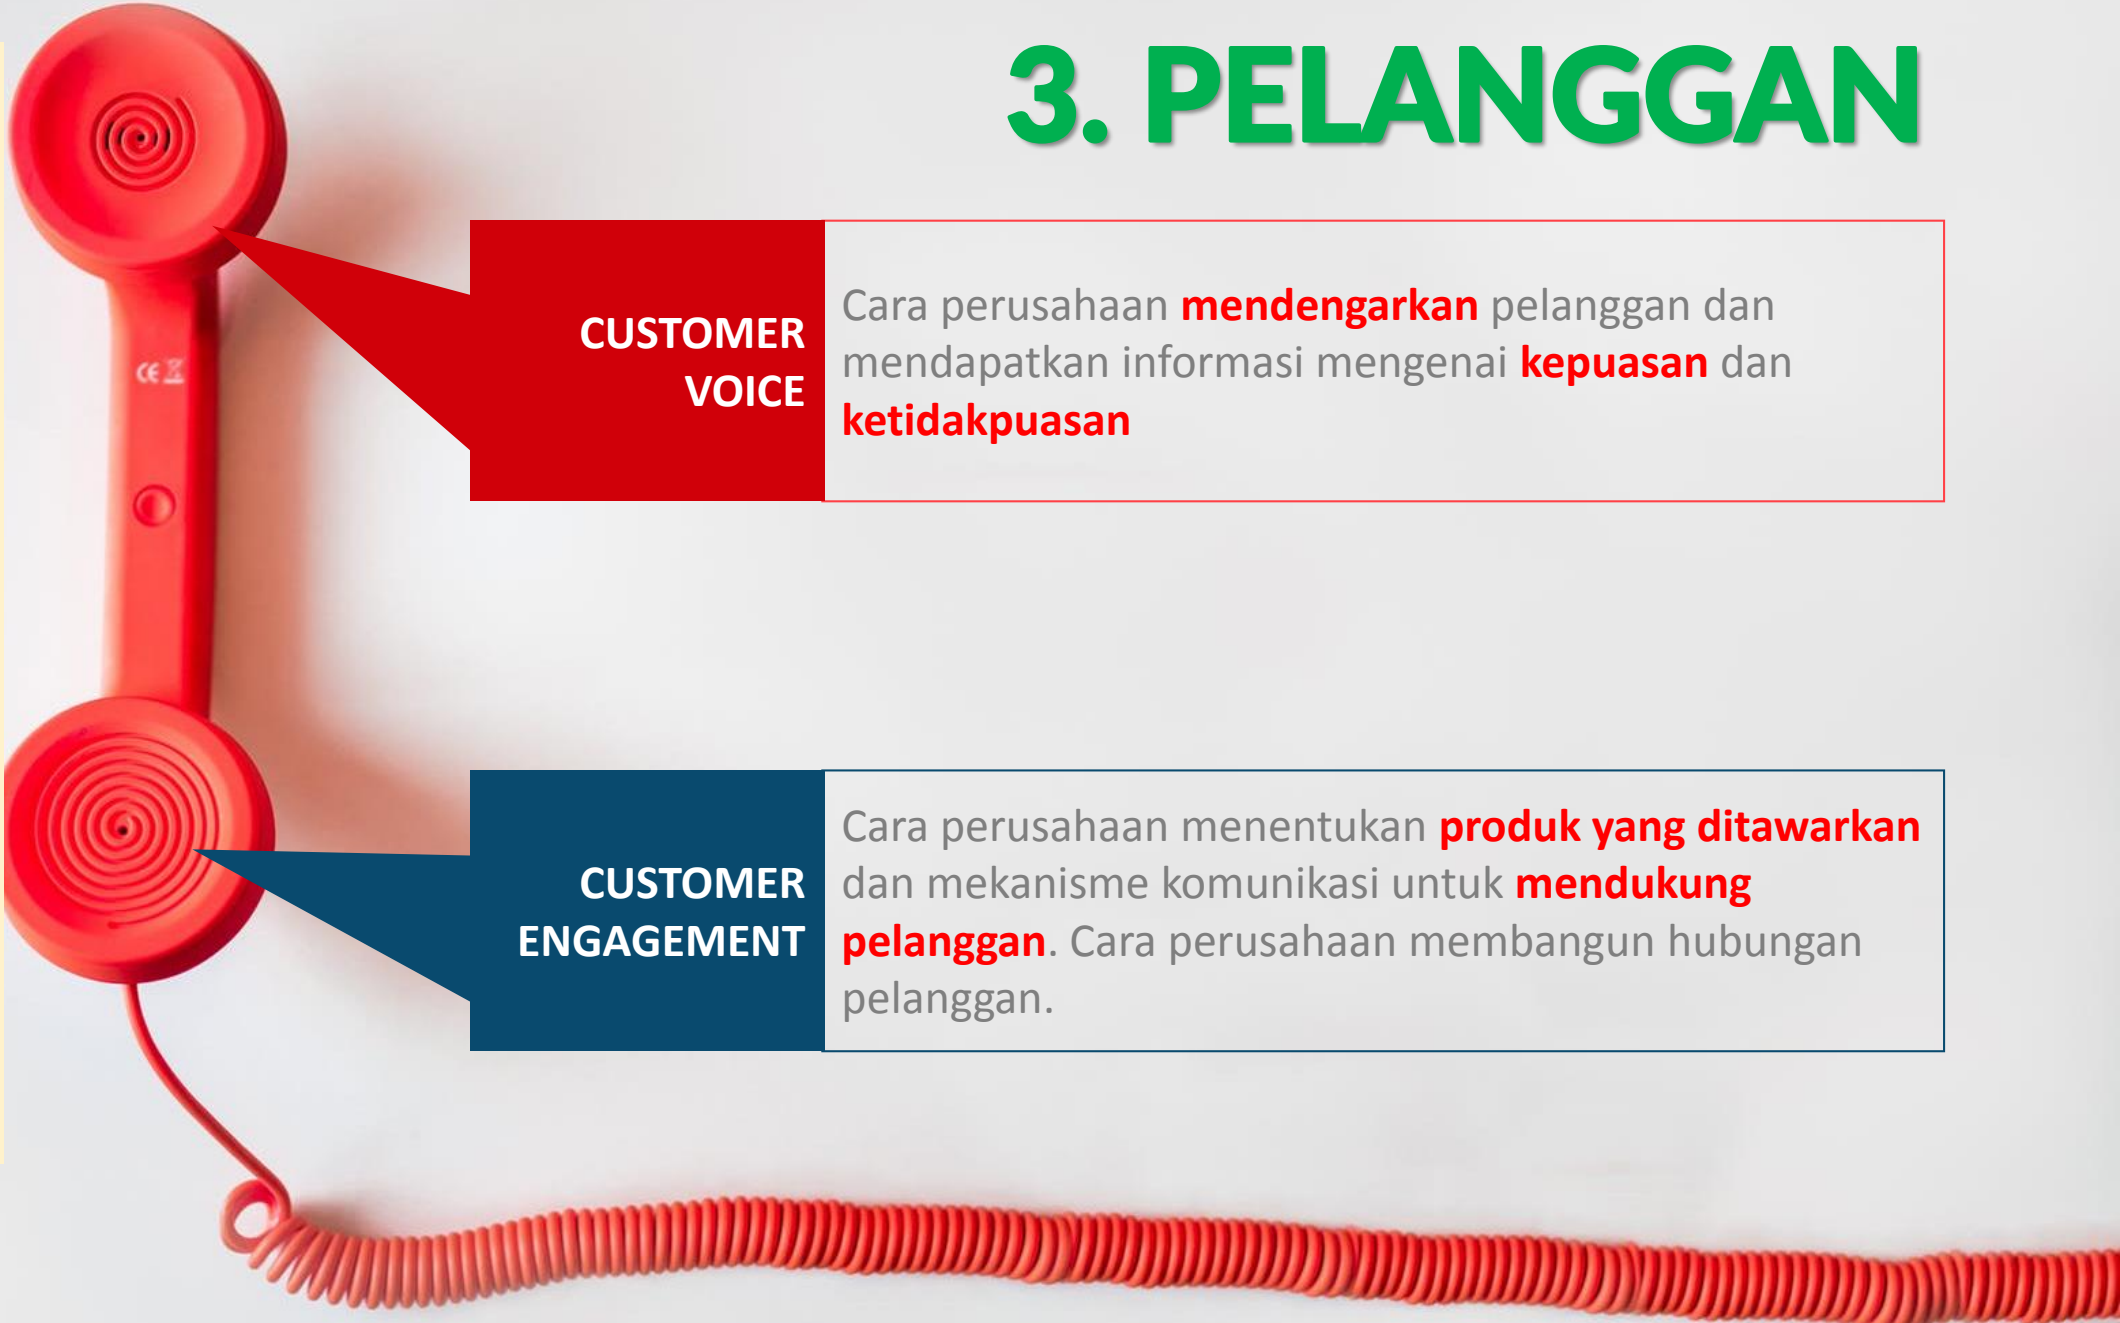 3. PELANGGAN
CUSTOMER
VOICE
Cara perusahaan mendengarkan pelanggan dan
mendapatkan informasi mengenai kepuasan dan
ketidakpuasan
CUSTOMER
ENGAGEMENT
Cara perusahaan menentukan produk yang ditawarkan
dan mekanisme komunikasi untuk mendukung
pelanggan. Cara perusahaan membangun hubungan
pelanggan.
CE